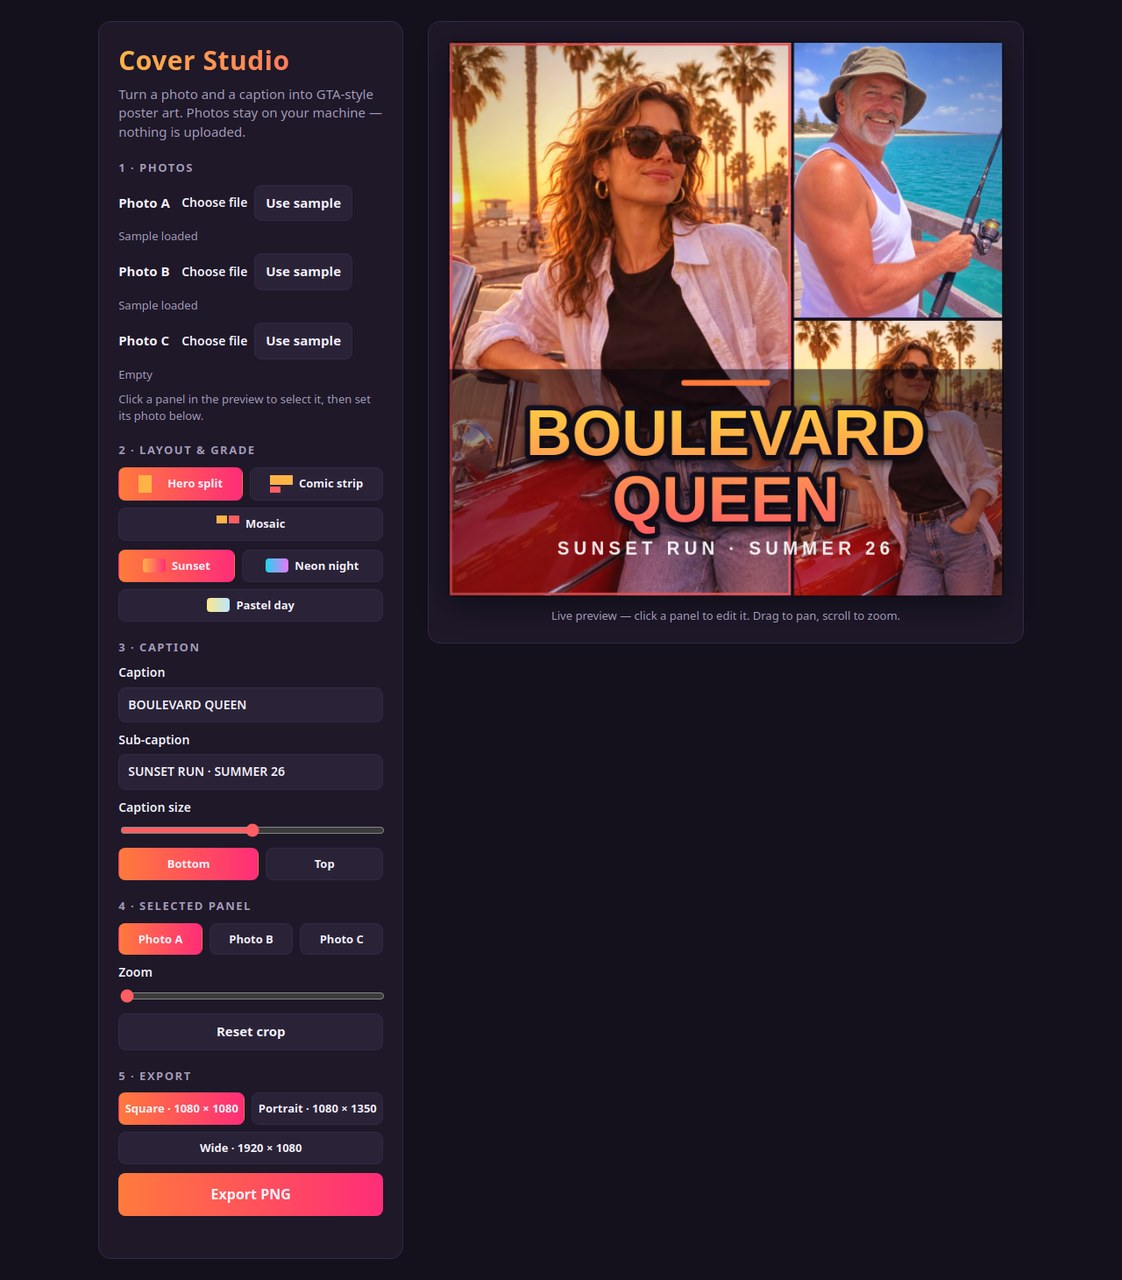 Cover Studio
Turn a photo and a caption into GTA-style
poster art. Photos stay on your machine —
nothing is uploaded.
1 · PHOTOS
Photo A Choose file Use sample
Sample loaded
Photo B Choose file Use sample
Sample loaded
Photo C Choose file Use sample
Empty
Click a panel in the preview to select it, then set
its photo below.
2 · LAYOUT & GRADE
Hero split Comic strip
Mosaic
Sunset Neon night
Pastel day
3 · CAPTION
Caption
BOULEVARD QUEEN
Sub-caption
SUNSET RUN · SUMMER 26
Caption size
Bottom Top
4 · SELECTED PANEL
Photo A Photo B Photo C
Zoom
Reset crop
5 · EXPORT
Square · 1080 × 1080 Portrait · 1080 × 1350
Wide · 1920 × 1080
Export PNG
BOULEVARD
QUEEN
SUNSET RUN · SUMMER 26
Live preview — click a panel to edit it. Drag to pan, scroll to zoom.